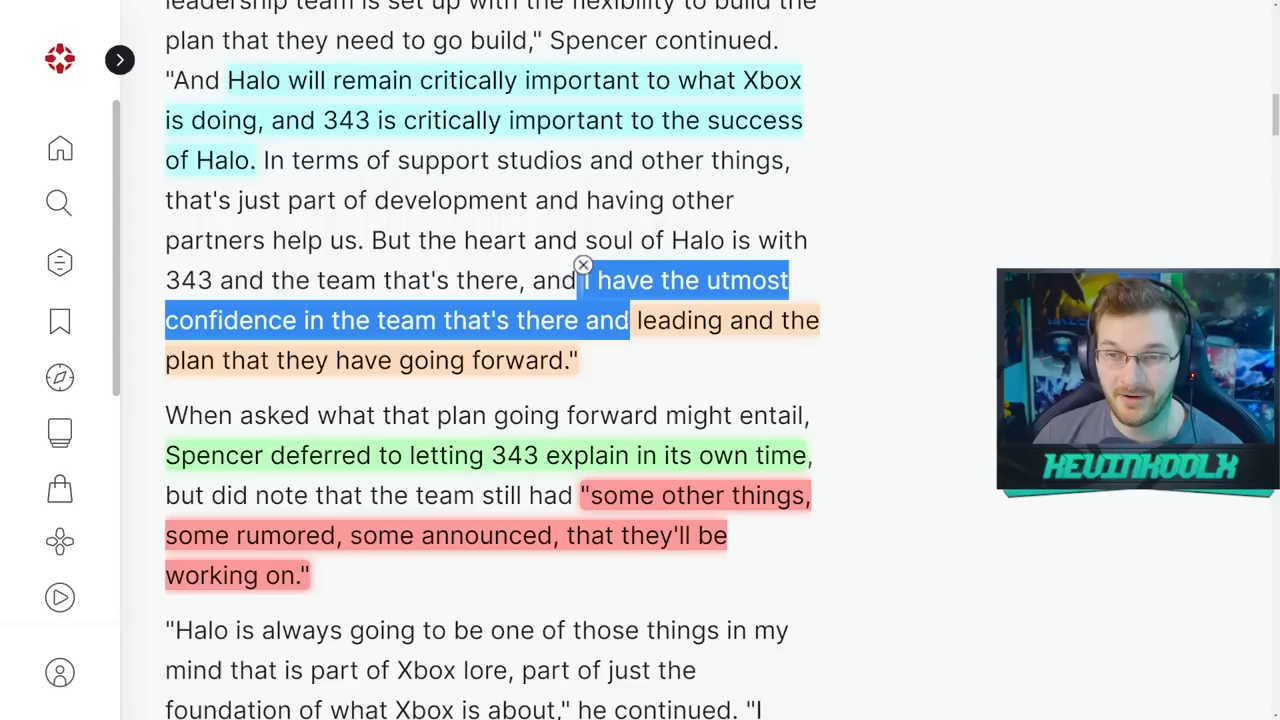 leadership team is set up with the flexibility to build the
plan that they need to go build," Spencer continued.
"And Halo will remain critically important to what Xbox
is doing, and 343 is critically important to the success
of Halo. In terms of support studios and other things,
that's just part of development and having other
partners help us. But the heart and soul of Halo is with
343 and the team that's there, and I have the utmost
confidence in the team that's there and leading and the
plan that they have going forward."
When asked what that plan going forward might entail,
Spencer deferred to letting 343 explain in its own time,
but did note that the team still had "some other things,
some rumored, some announced, that they'll be
working on."
"Halo is always going to be one of those things in my
mind that is part of Xbox lore, part of just the
foundation of what Xbox is about," he continued. "I
KEVINKOOLX